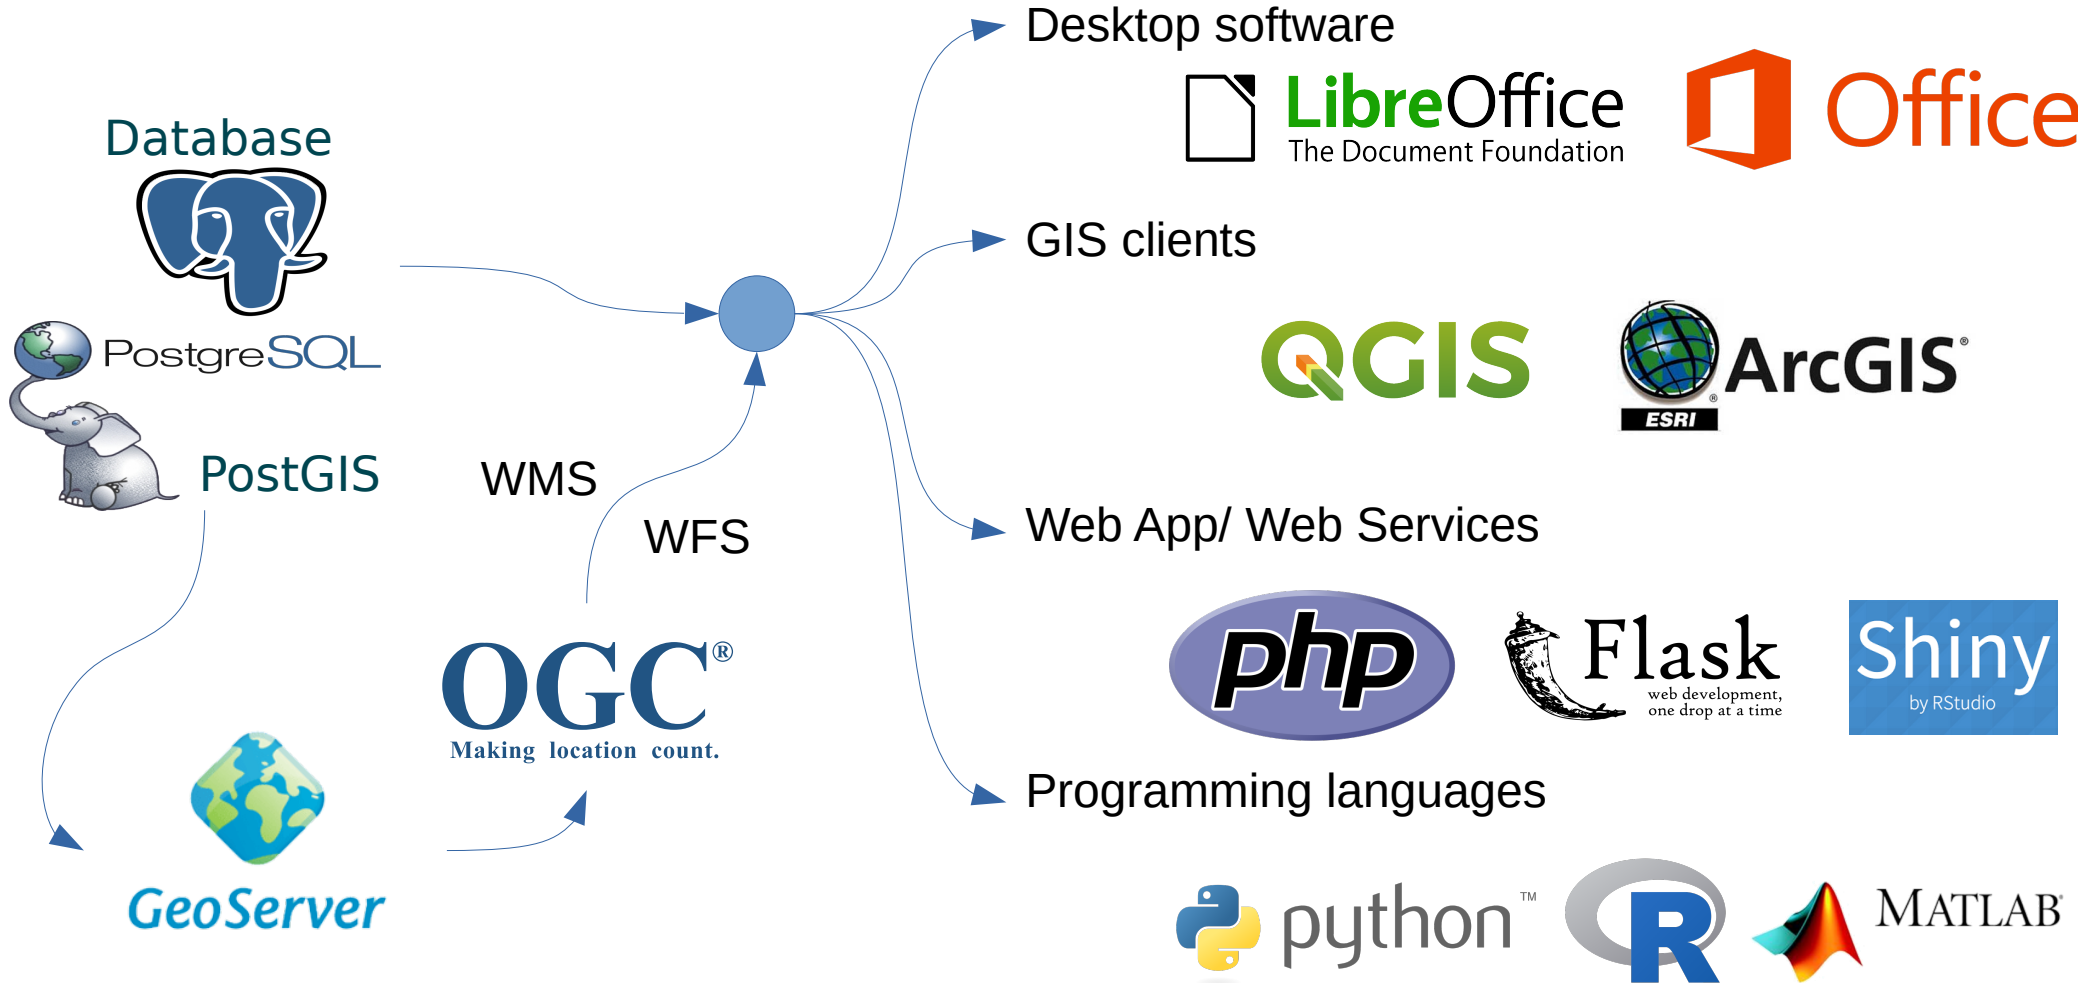 Database
PostgreSQL
PostGIS
GeoServer
OGC®
Making location count.
WMS
WFS
Desktop software
LibreOffice
The Document Foundation
Office
GIS clients
QGIS
ArcGIS®
®
ESRI
Web App/ Web Services
php
Flask
web development,
one drop at a time
Shiny
by RStudio
Programming languages
python™
R
MATLAB®